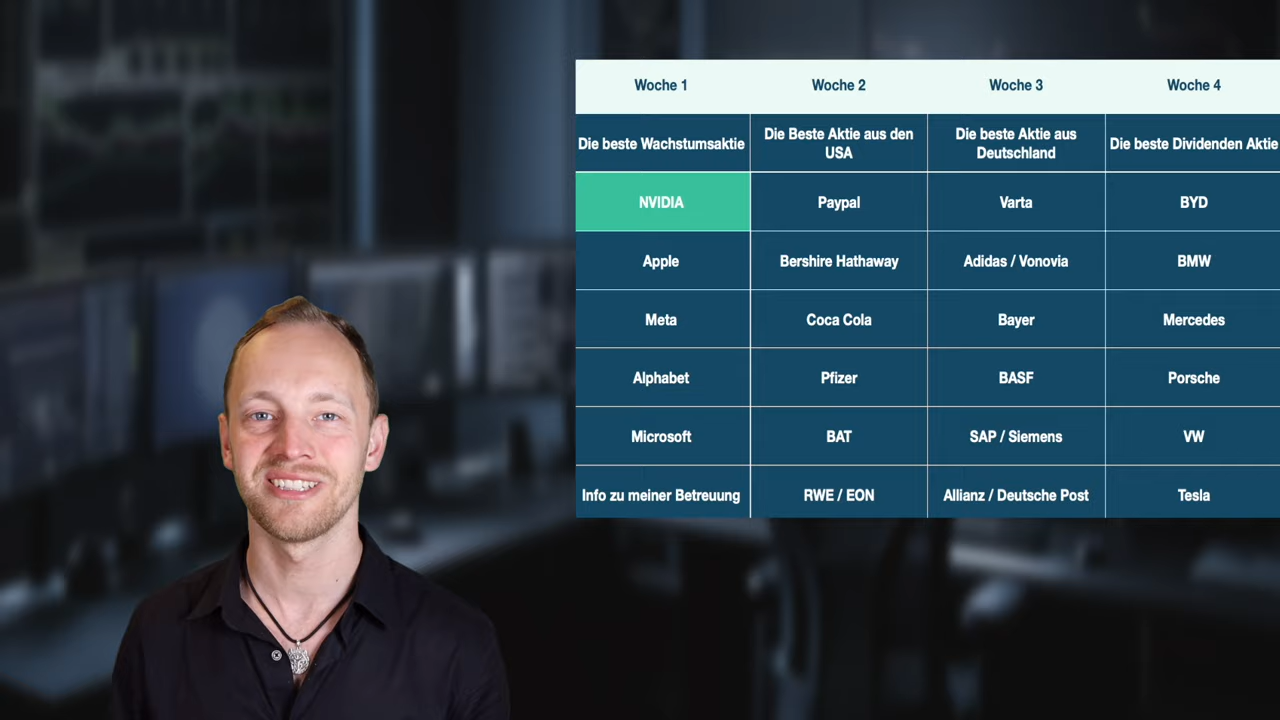 Woche 1 Woche 2 Woche 3 Woche 4
Die beste Wachstumsaktie Die Beste Aktie aus den USA Die beste Aktie aus Deutschland Die beste Dividenden Aktie
NVIDIA Paypal Varta BYD
Apple Bershire Hathaway Adidas / Vonovia BMW
Meta Coca Cola Bayer Mercedes
Alphabet Pfizer BASF Porsche
Microsoft BAT SAP / Siemens VW
Info zu meiner Betreuung RWE / EON Allianz / Deutsche Post Tesla